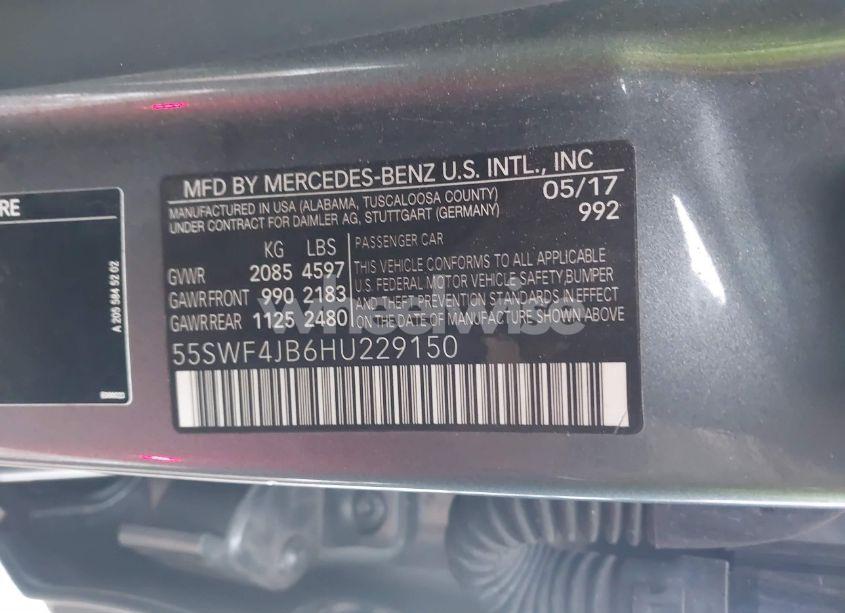 RE
A 205 584 52 02
MFD BY MERCEDES-BENZ U.S. INTL., INC
MANUFACTURED IN USA (ALABAMA, TUSCALOOSA COUNTY)
UNDER CONTRACT FOR DAIMLER AG, STUTTGART (GERMANY)
05/17
992
KG LBS
GVWR 2085 4597
GAWR FRONT 990 2183
GAWR REAR 1125 2480
PASSENGER CAR
THIS VEHICLE CONFORMS TO ALL APPLICABLE
U.S. FEDERAL MOTOR VEHICLE SAFETY, BUMPER
AND THEFT PREVENTION STANDARDS IN EFFECT
ON THE DATE OF MANUFACTURE SHOWN ABOVE
wheelwise
55SWF4JB6HU229150